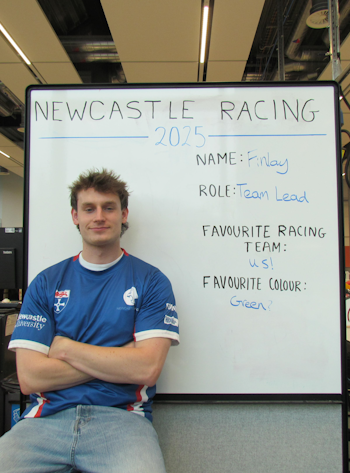 NEWCASTLE RACING
2025
NAME: Finlay
ROLE: Team Lead
FAVOURITE RACING
TEAM:
US!
FAVOURITE COLOUR:
Green?
Newcastle
University